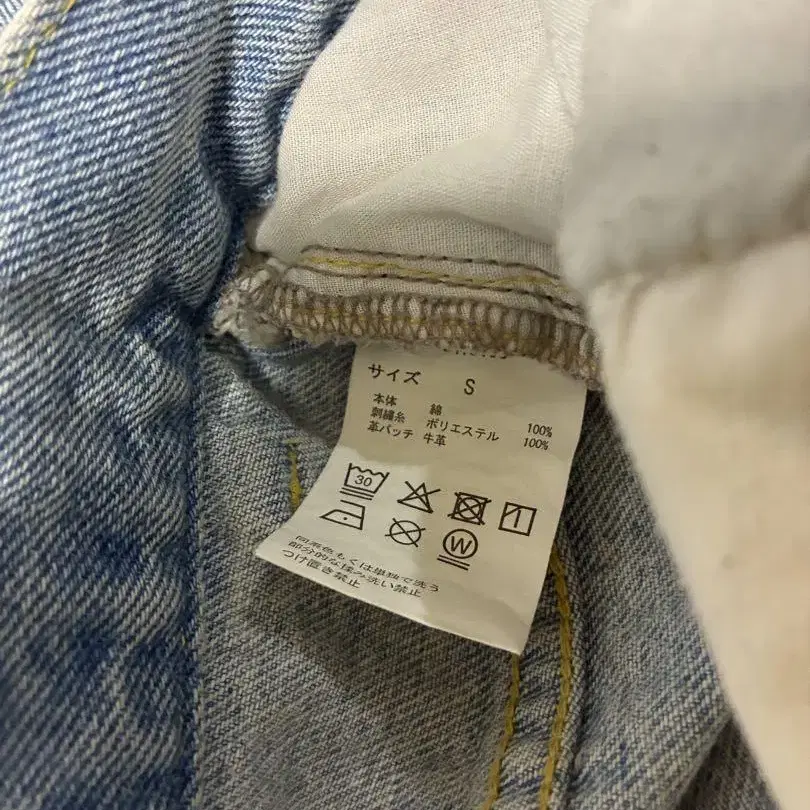 サイズ S
本体 綿 100%
刺繍糸 ポリエステル 100%
革パッチ 牛革
30
W
同系色もくは単独で洗う
部分的な揉み洗い禁止
つけ置き禁止